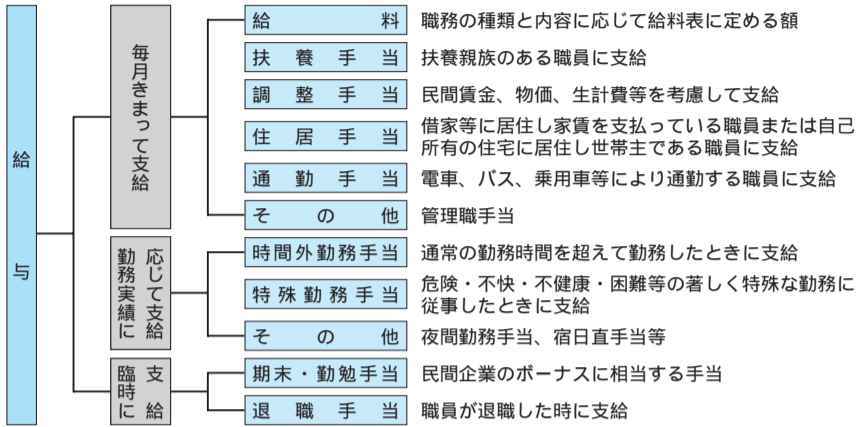 給与
毎月きまって支給
給料
職務の種類と内容に応じて給料表に定める額
扶養手当
扶養親族のある職員に支給
調整手当
民間賃金、物価、生計費等を考慮して支給
住居手当
借家等に居住し家賃を支払っている職員または自己
所有の住宅に居住し世帯主である職員に支給
通勤手当
電車、バス、乗用車等により通勤する職員に支給
その他
管理職手当
勤務実績に
応じて支給
時間外勤務手当
通常の勤務時間を超えて勤務したときに支給
特殊勤務手当
危険・不快・不健康・困難等の著しく特殊な勤務に
従事したときに支給
その他
夜間勤務手当、宿日直手当等
臨時に
支給
期末・勤勉手当
民間企業のボーナスに相当する手当
退職手当
職員が退職した時に支給